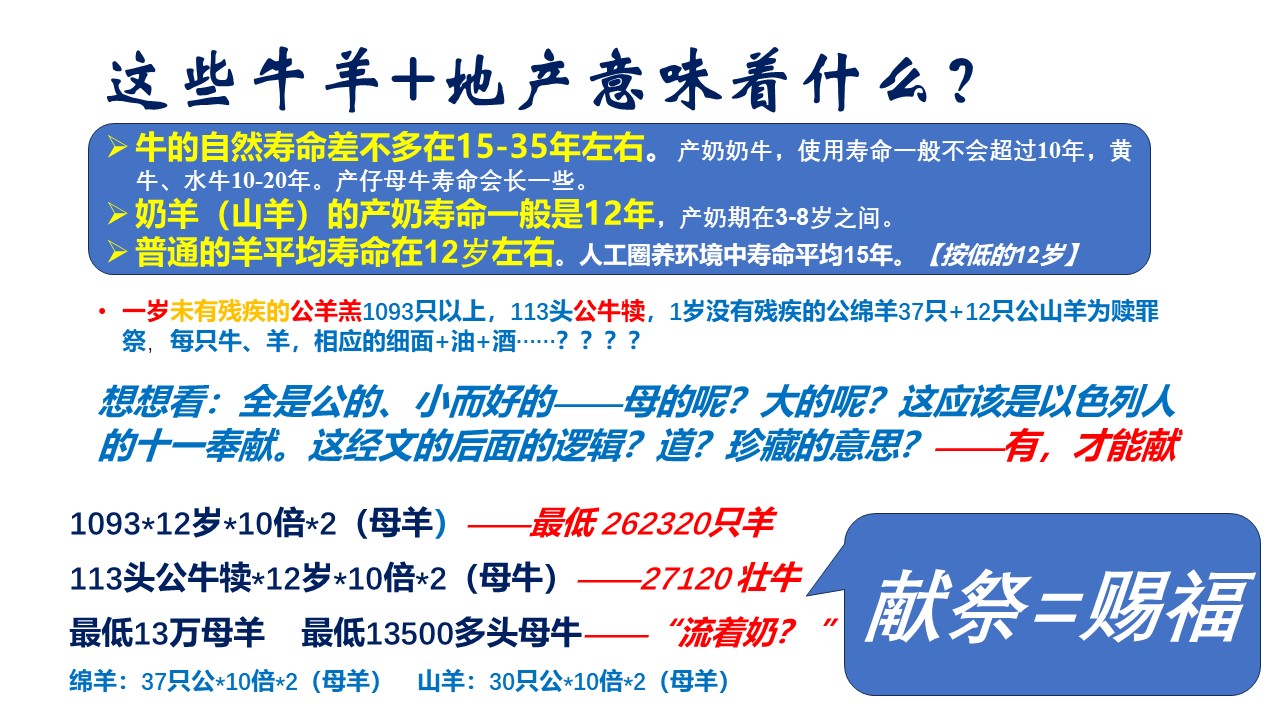 这些牛羊+地产意味着什么？
➢牛的自然寿命差不多在15-35年左右。产奶奶牛，使用寿命一般不会超过10年，黄
牛、水牛10-20年。产仔母牛寿命会长一些。
➢奶羊（山羊）的产奶寿命一般是12年，产奶期在3-8岁之间。
➢普通的羊平均寿命在12岁左右。人工圈养环境中寿命平均15年。【按低的12岁】
• 一岁未有残疾的公羊羔1093只以上，113头公牛犊，1岁没有残疾的公绵羊37只+12只公山羊为赎罪
祭，每只牛、羊，相应的细面+油+酒……？？？？
想想看：全是公的、小而好的——母的呢？大的呢？这应该是以色列人
的十一奉献。这经文的后面的逻辑？道？珍藏的意思？——有，才能献
1093*12岁*10倍*2（母羊）——最低 262320只羊
113头公牛犊*12岁*10倍*2（母牛）——27120 壮牛
最低13万母羊 最低13500多头母牛——“流着奶？”
绵羊：37只公*10倍*2（母羊） 山羊：30只公*10倍*2（母羊）
献祭=赐福